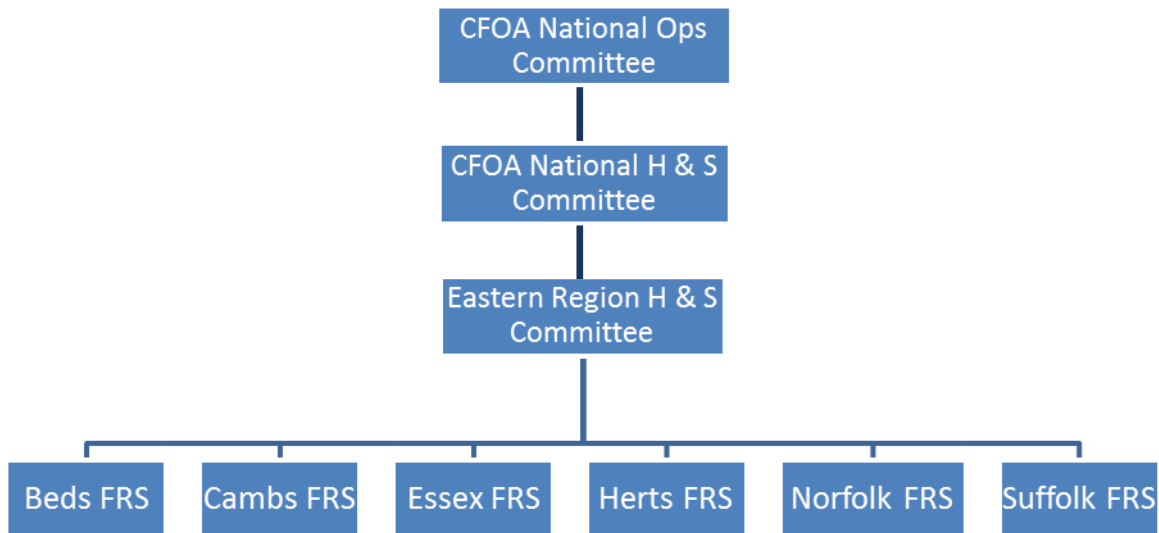 CFOA National Ops
Committee
CFOA National H & S
Committee
Eastern Region H & S
Committee
Beds FRS
Cambs FRS
Essex FRS
Herts FRS
Norfolk FRS
Suffolk FRS